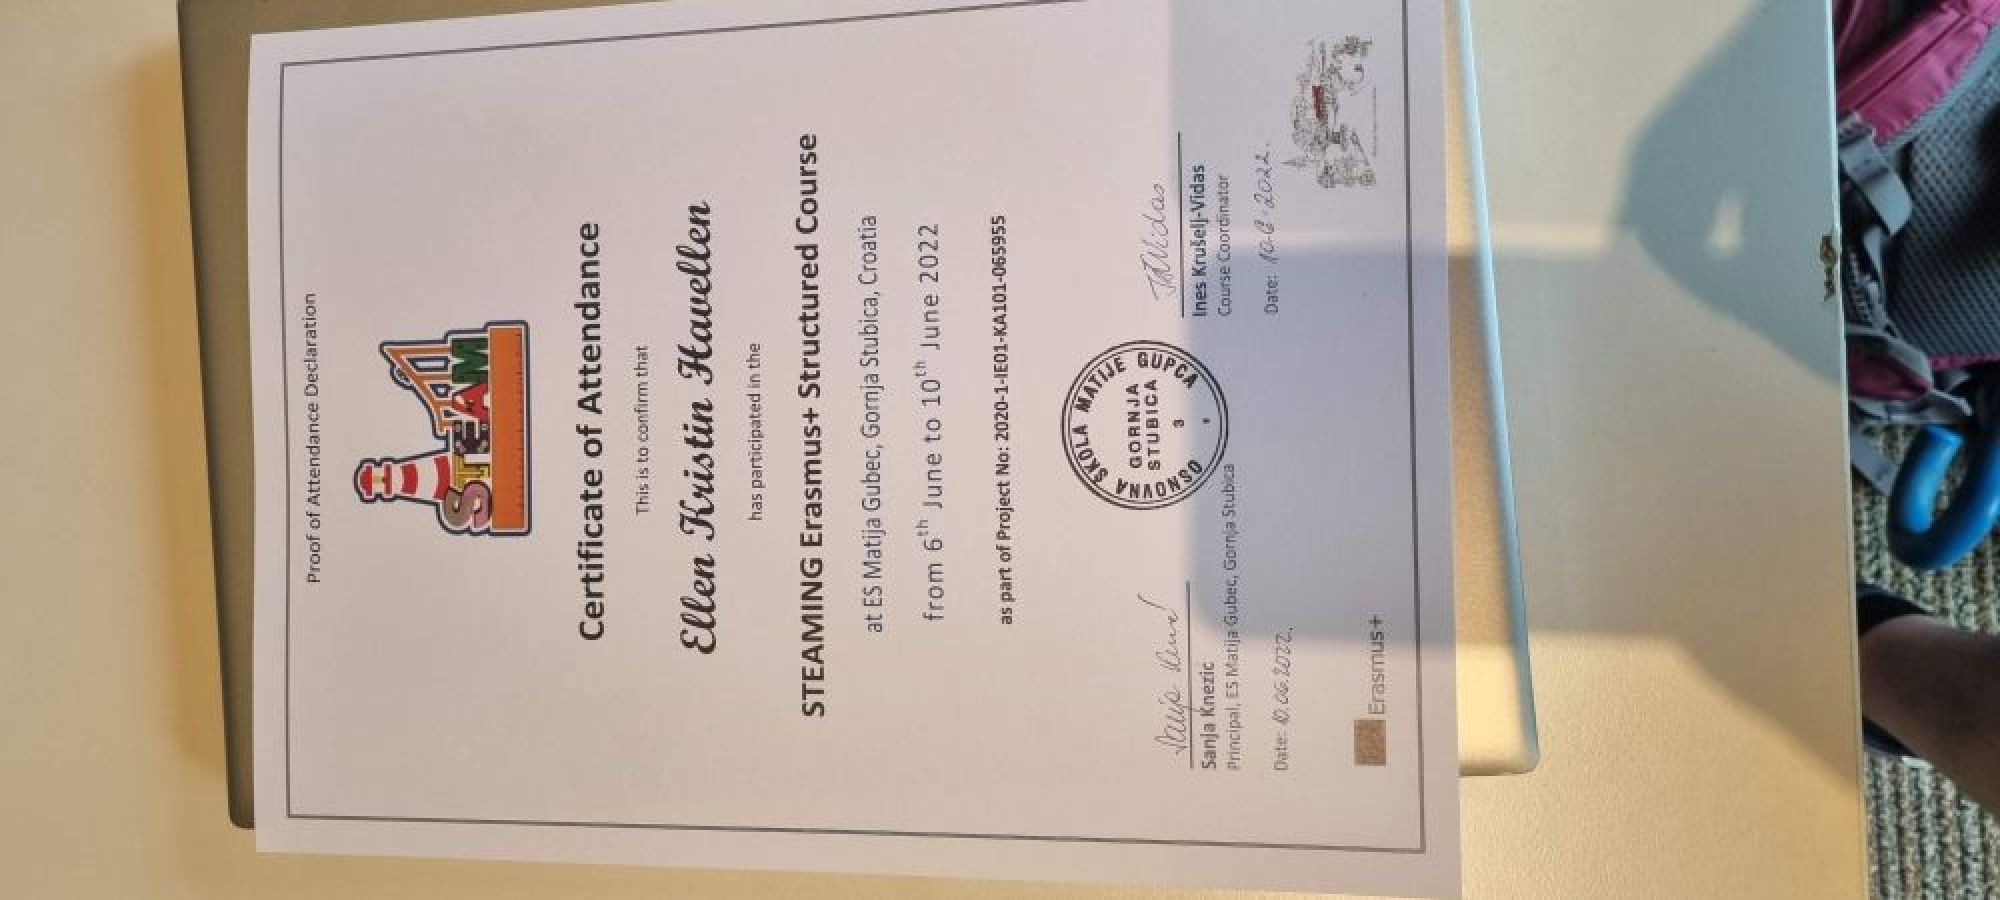 Proof of Attendance Declaration
STEAM
Certificate of Attendance
This is to confirm that
Ellen Kristin Havellen
has participated in the
STEAMING Erasmus+ Structured Course
at ES Matija Gubec, Gornja Stubica, Croatia
from 6th June to 10th June 2022
as part of Project No: 2020-1-IE01-KA101-065955
OSNOVNA ŠKOLA MATIJE GUPCA
GORNJA
STUBICA
3
Sanja Knezic
Principal, ES Matija Gubec, Gornja Stubica
Date: 10.06.2022.
Ines Krušelj-Vidas
Course Coordinator
Date: 10.6.2022.
Erasmus+